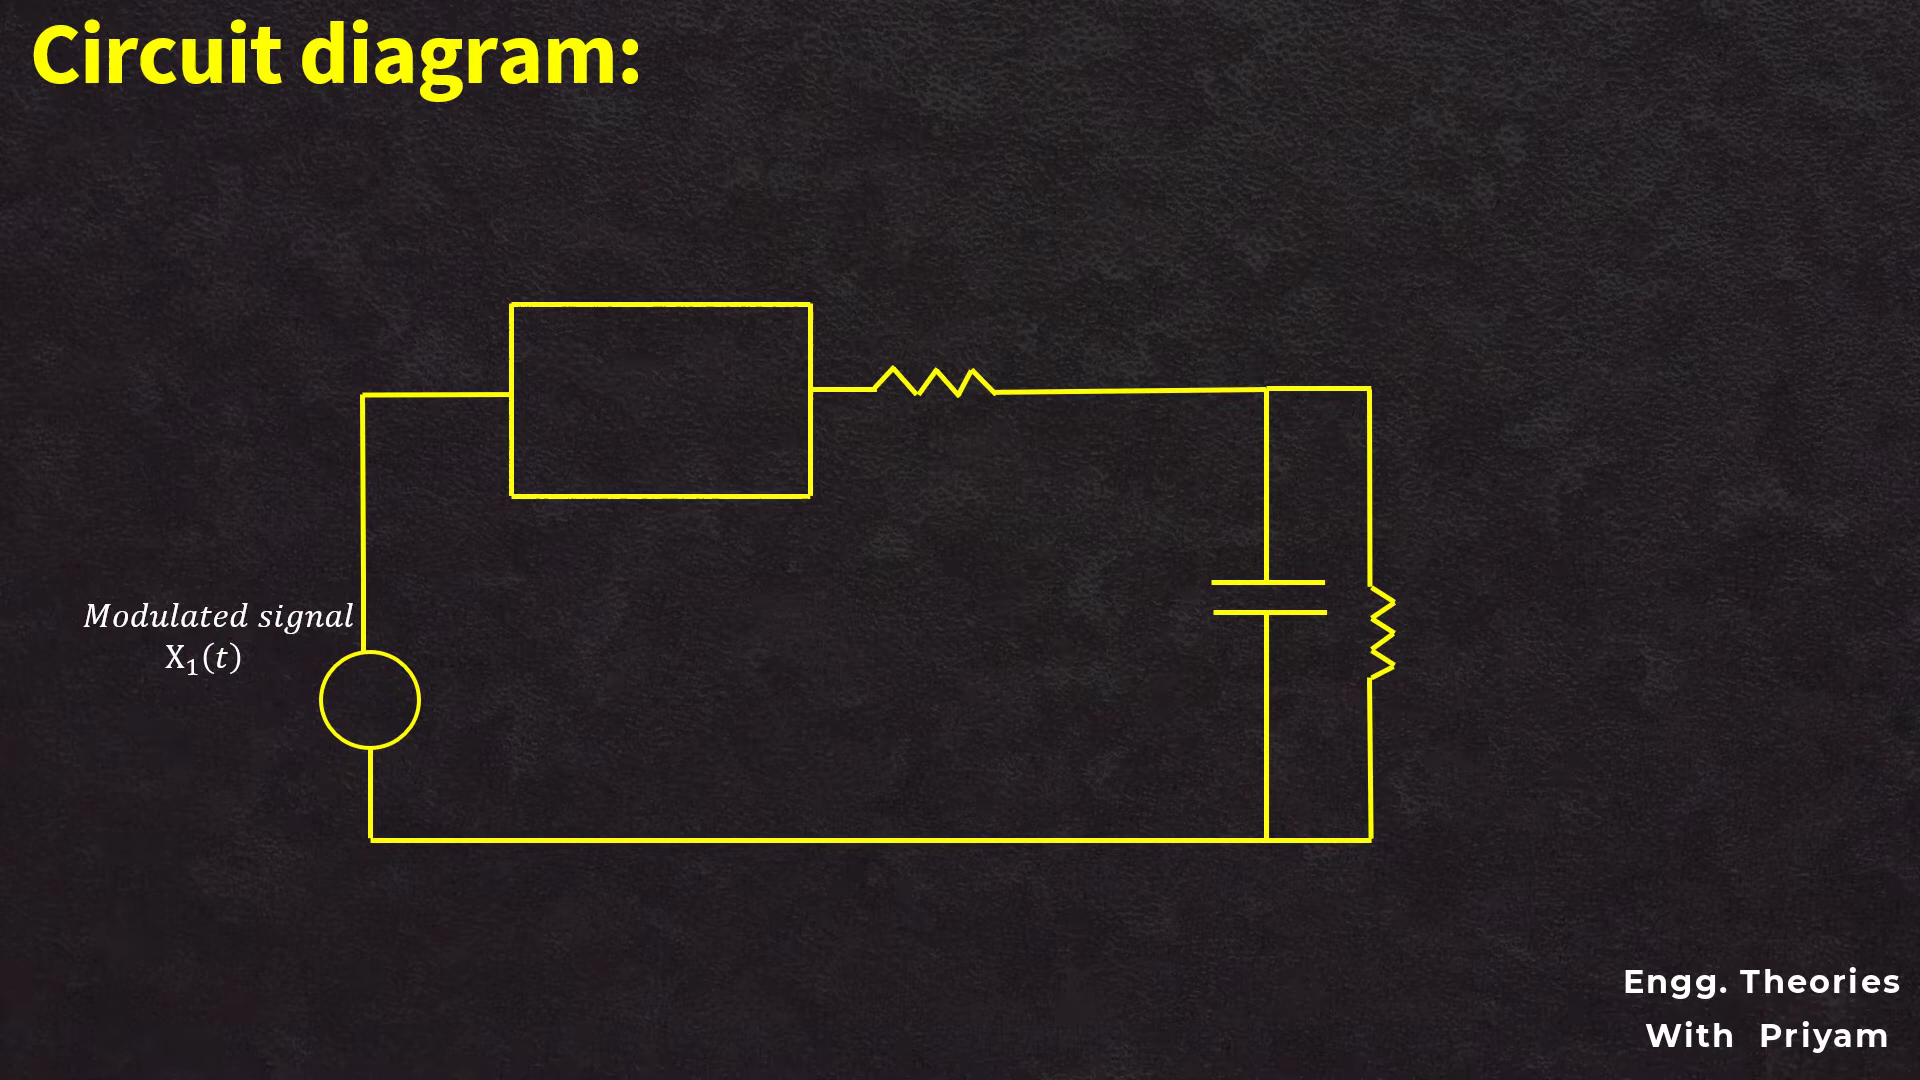 Circuit diagram:
Modulated signal
X₁(t)
Engg. Theories
With Priyam